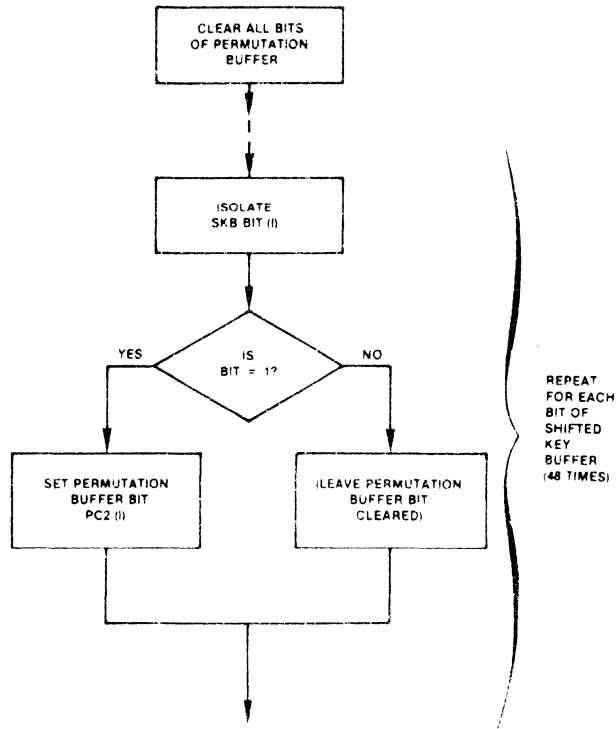 CLEAR ALL BITS
OF PERMUTATION
BUFFER
ISOLATE
SKB BIT (I)
IS
BIT = 1?
YES
NO
SET PERMUTATION
BUFFER BIT
PC2 (I)
(LEAVE PERMUTATION
BUFFER BIT
CLEARED)
REPEAT
FOR EACH
BIT OF
SHIFTED
KEY
BUFFER
(48 TIMES)